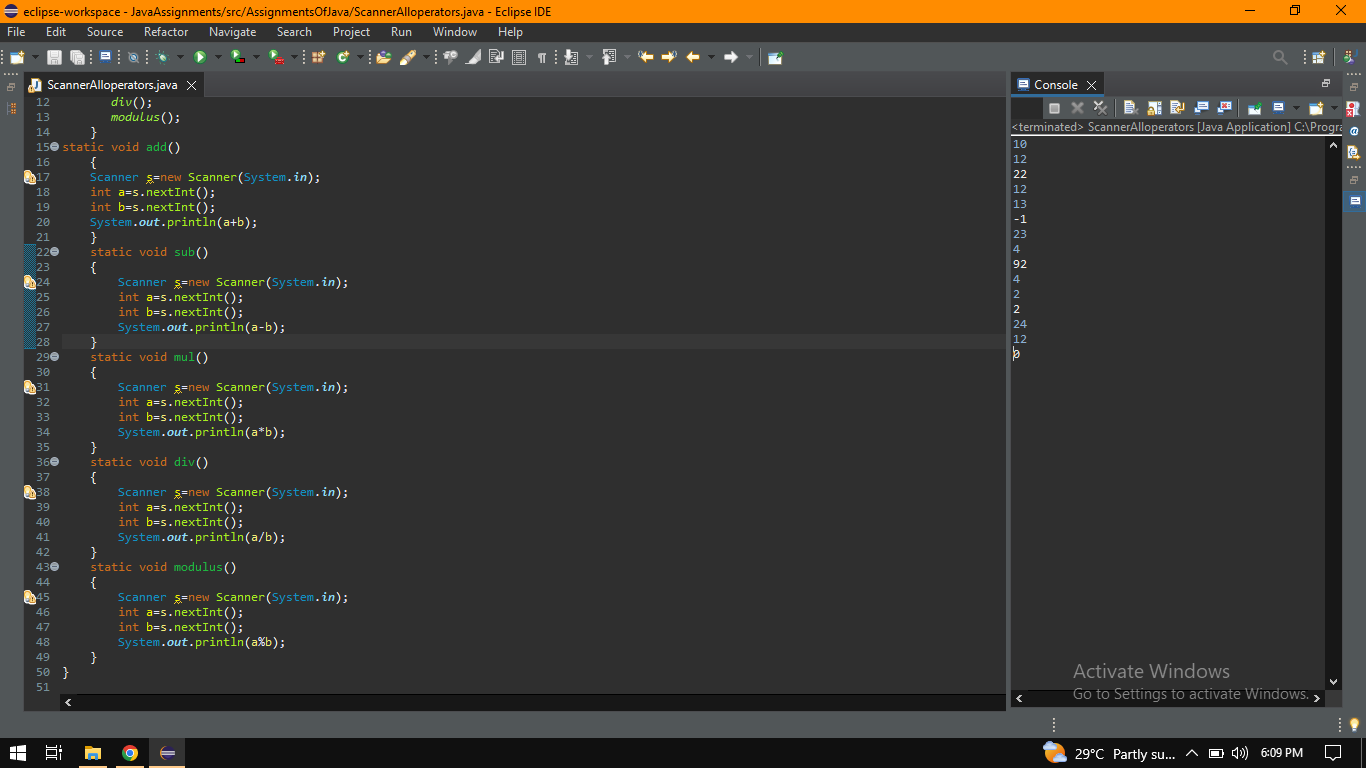 eclipse-workspace - JavaAssignments/src/AssignmentsOfJava/ScannerAlloperators.java - Eclipse IDE
File Edit Source Refactor Navigate Search Project Run Window Help
ScannerAlloperators.java
12 div();
13 modulus();
14 }
15 static void add()
16 {
17 Scanner s=new Scanner(System.in);
18 int a=s.nextInt();
19 int b=s.nextInt();
20 System.out.println(a+b);
21 }
22 static void sub()
23 {
24 Scanner s=new Scanner(System.in);
25 int a=s.nextInt();
26 int b=s.nextInt();
27 System.out.println(a-b);
28 }
29 static void mul()
30 {
31 Scanner s=new Scanner(System.in);
32 int a=s.nextInt();
33 int b=s.nextInt();
34 System.out.println(a*b);
35 }
36 static void div()
37 {
38 Scanner s=new Scanner(System.in);
39 int a=s.nextInt();
40 int b=s.nextInt();
41 System.out.println(a/b);
42 }
43 static void modulus()
44 {
45 Scanner s=new Scanner(System.in);
46 int a=s.nextInt();
47 int b=s.nextInt();
48 System.out.println(a%b);
49 }
50 }
51
Console
<terminated> ScannerAlloperators [Java Application] C:\Progra
10
12
22
12
13
-1
23
4
92
4
2
2
24
12
0
Activate Windows
Go to Settings to activate Windows.
29°C Partly su... 6:09 PM